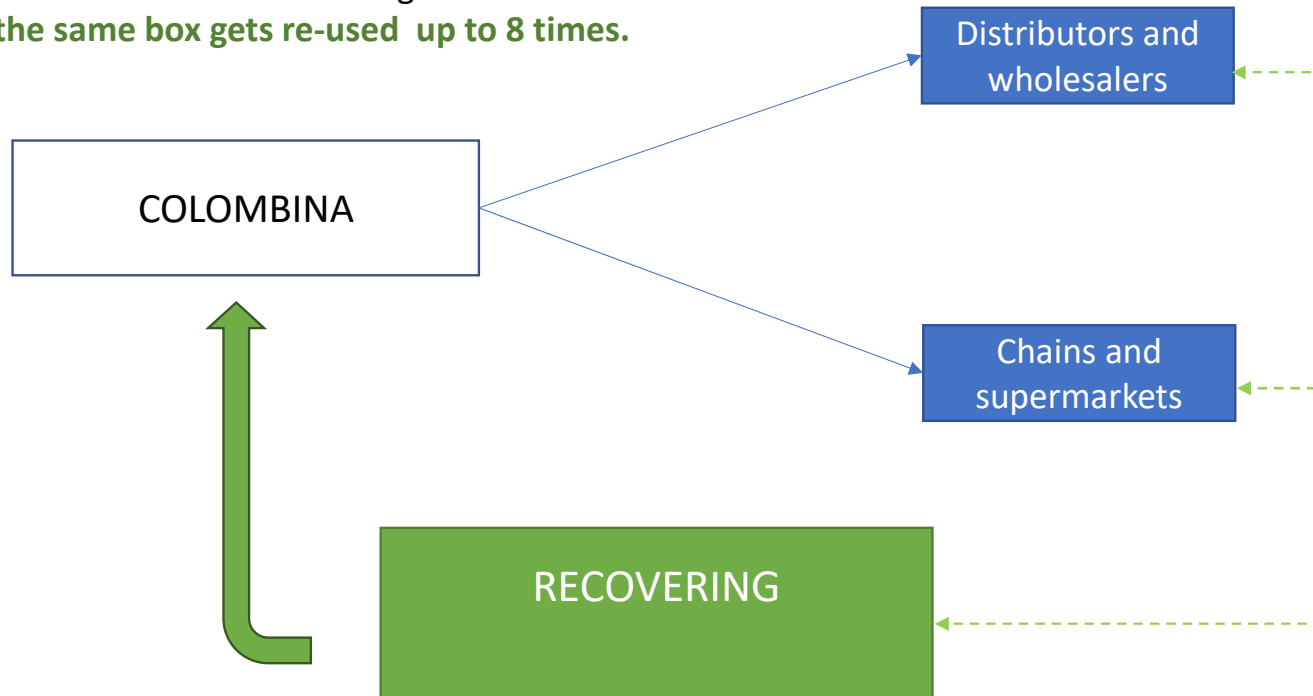 the same box gets re-used  up to 8 times.
Distributors and
wholesalers
COLOMBINA
Chains and
supermarkets
RECOVERING